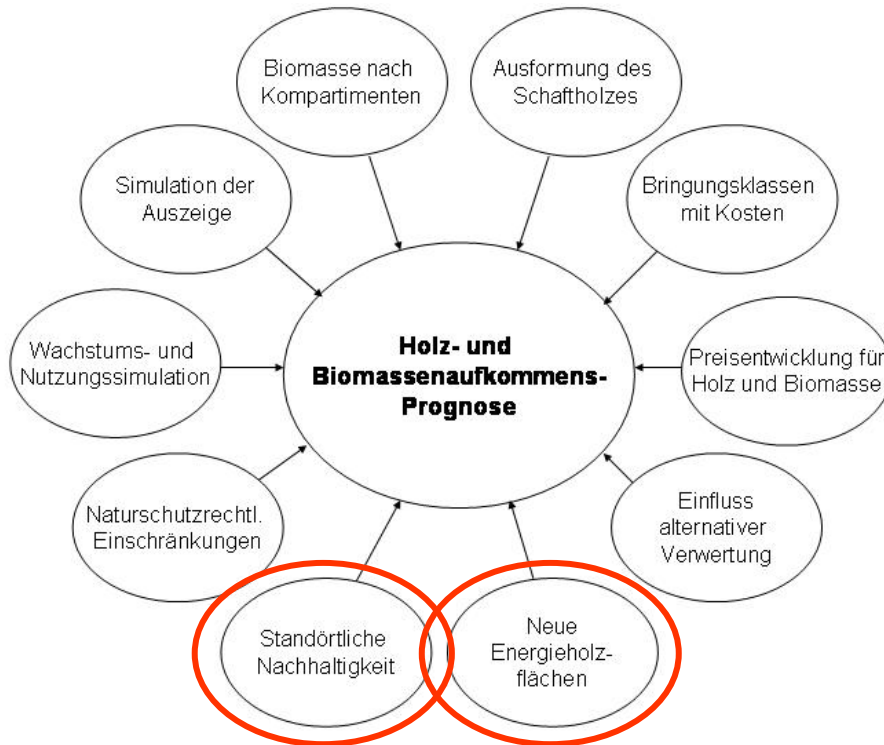 Biomasse nach
Kompartimenten
Ausformung des
Schaftholzes
Simulation der
Auszeige
Bringungsklassen
mit Kosten
Wachstums- und
Nutzungssimulation
Holz- und
Biomassenaufkommens-
Prognose
Preisentwicklung für
Holz und Biomasse
Naturschutzrechtl.
Einschränkungen
Einfluss
alternativer
Verwertung
Standörtliche
Nachhaltigkeit
Neue
Energieholz-
flächen